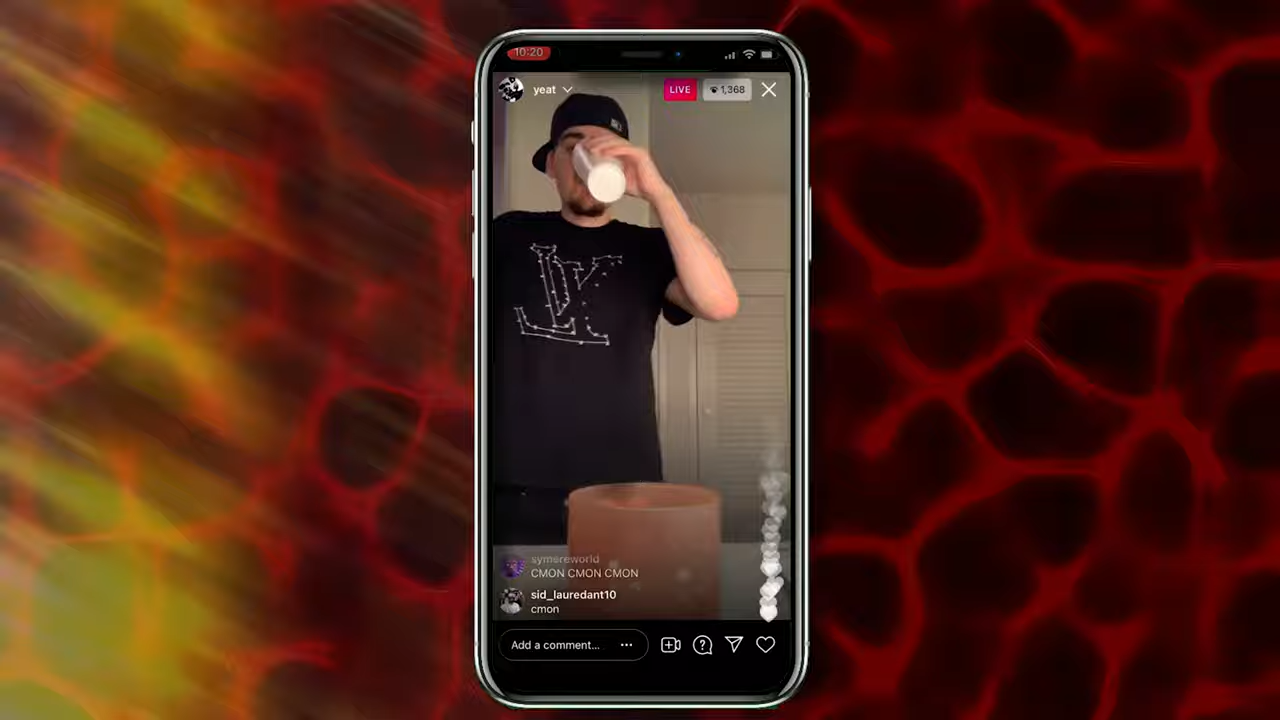 10:20
yeat
LIVE
1,368
symereworld
CMON CMON CMON
sid_lauredant10
cmon
Add a comment...